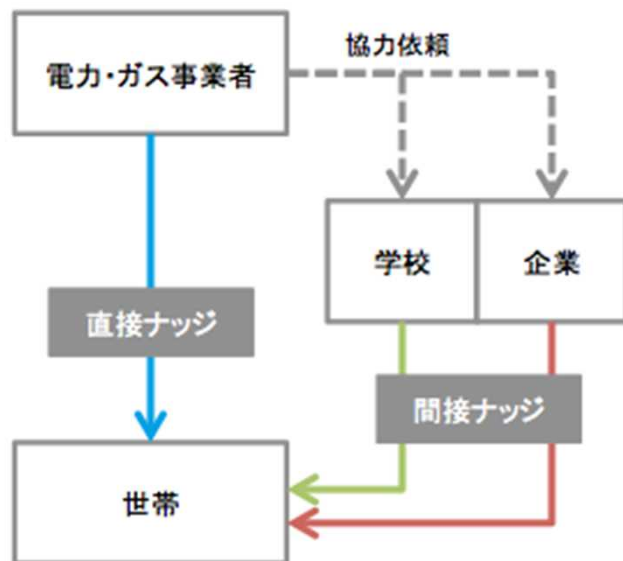 協力依頼
電力・ガス事業者
学校
企業
直接ナッジ
間接ナッジ
世帯